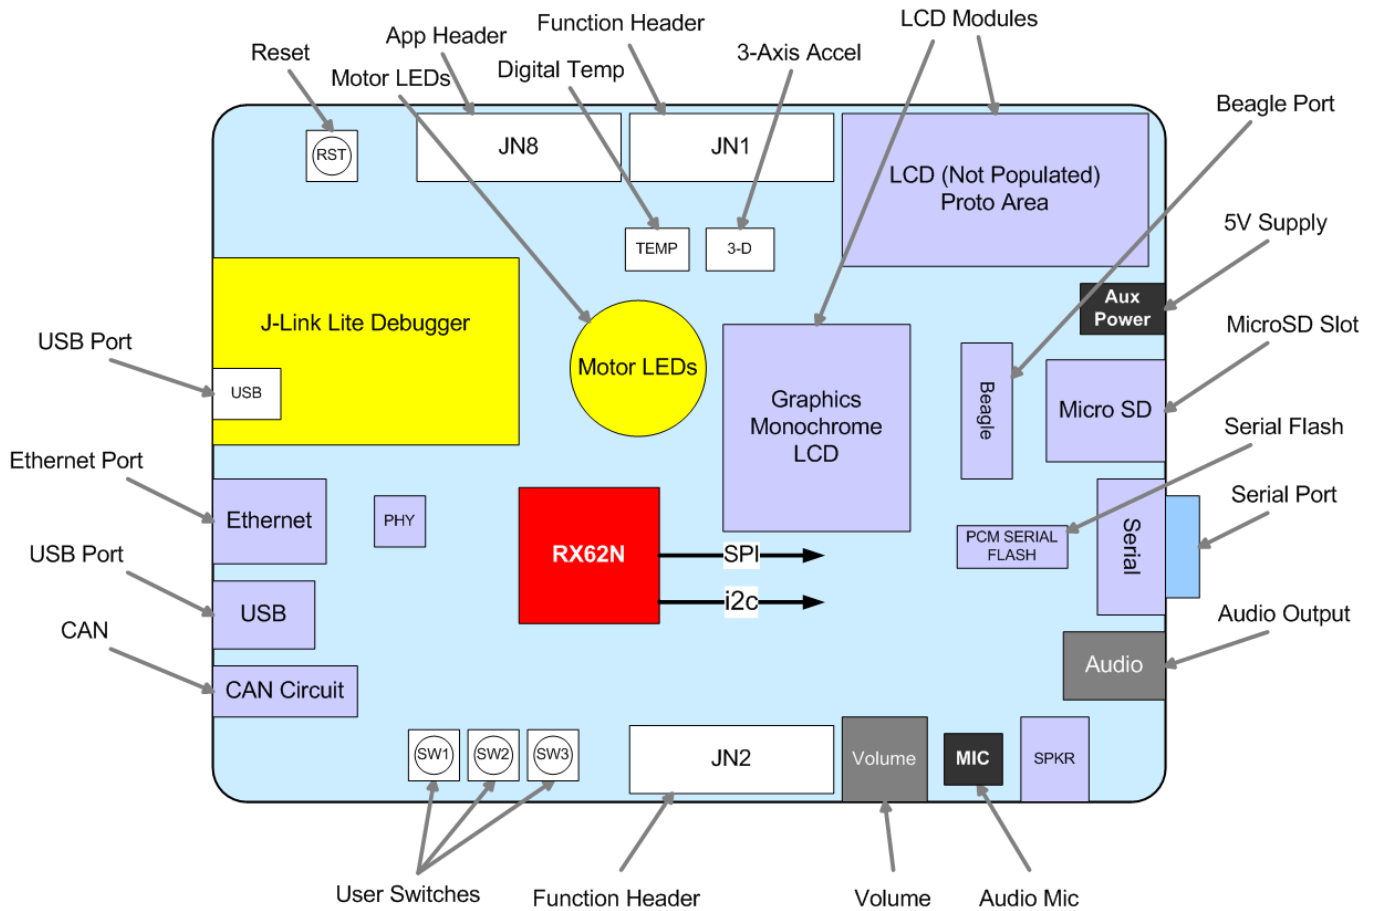 LCD Modules
Function Header
App Header
3-Axis Accel
Reset
Digital Temp
Motor LEDs
Beagle Port
RST
JN8
JN1
LCD (Not Populated)
Proto Area
5V Supply
TEMP
3-D
Aux
Power
J-Link Lite Debugger
MicroSD Slot
USB Port
USB
Motor LEDs
Graphics
Monochrome
LCD
Beagle
Micro SD
Serial Flash
Ethernet Port
Ethernet
PHY
Serial Port
USB Port
RX62N
SPI
i2c
PCM SERIAL
FLASH
Serial
USB
Audio Output
CAN
CAN Circuit
Audio
SW1
SW2
SW3
JN2
Volume
MIC
SPKR
User Switches
Function Header
Volume
Audio Mic